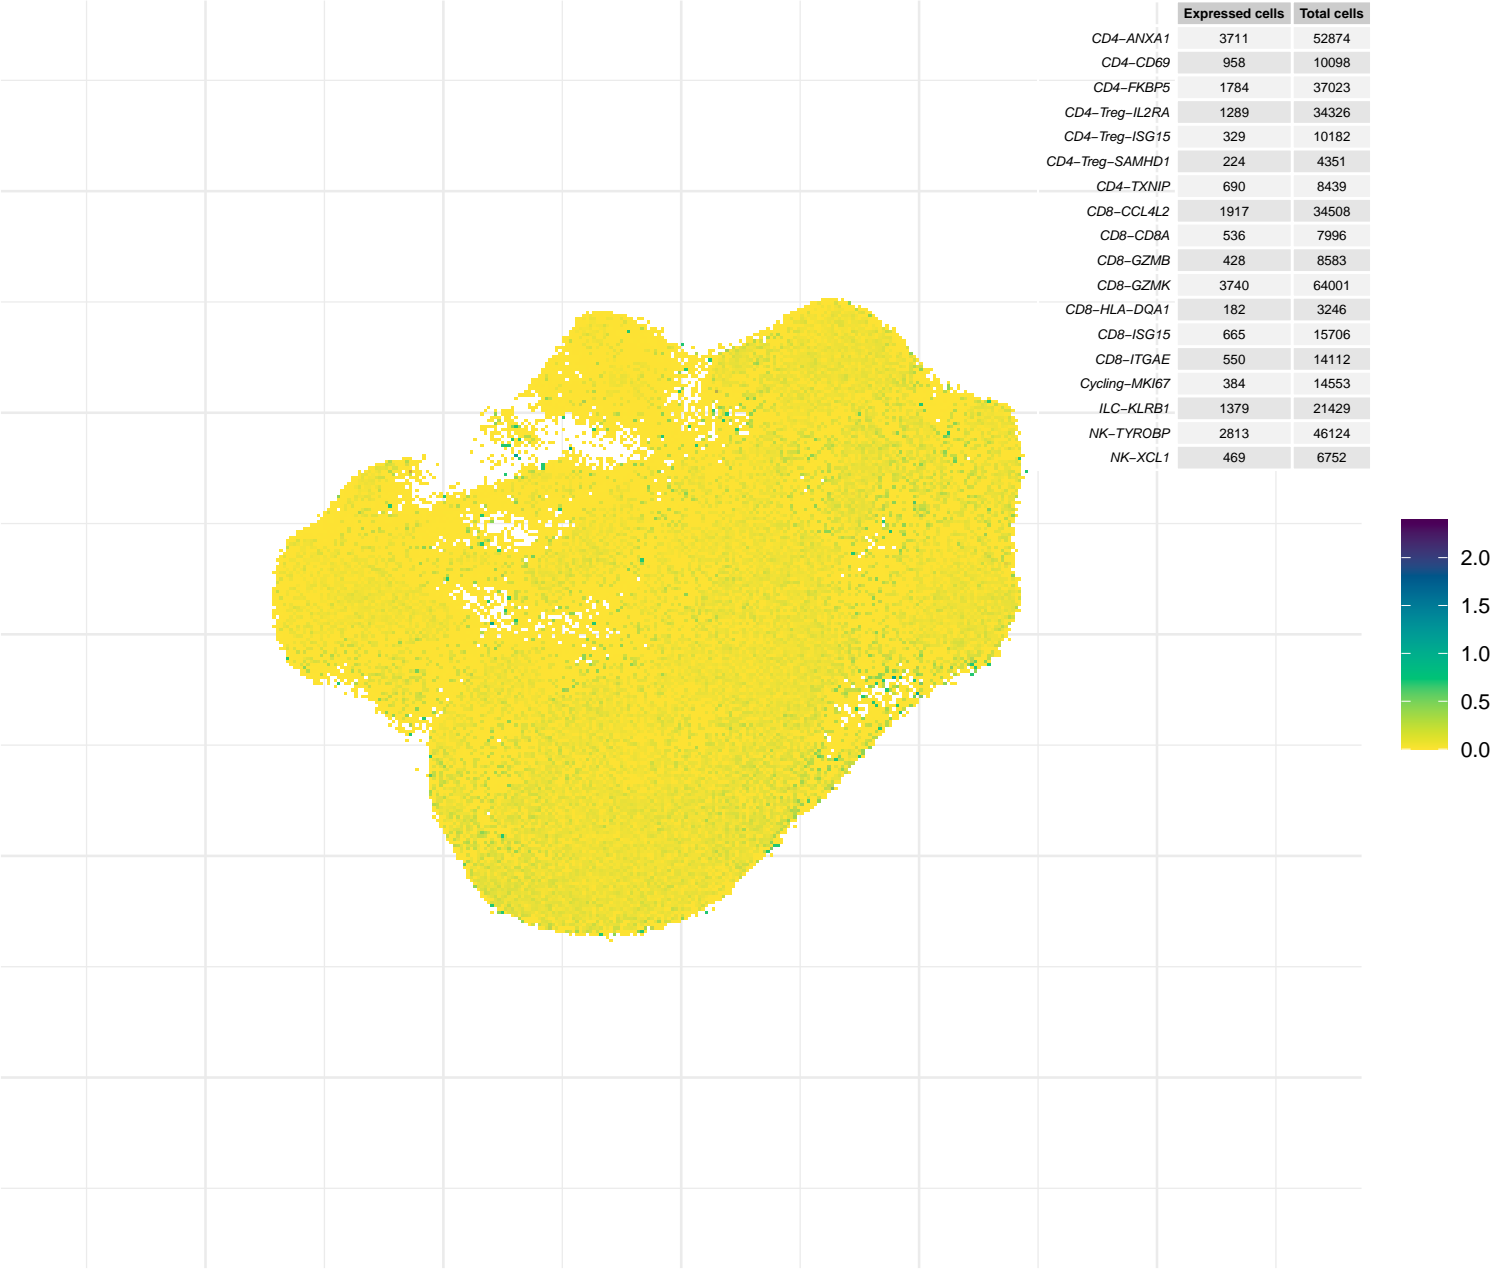 Expressed cells Total cells
CD4−ANXA1 3711 52874
CD4−CD69 958 10098
CD4−FKBP5 1784 37023
CD4−Treg−IL2RA 1289 34326
CD4−Treg−ISG15 329 10182
CD4−Treg−SAMHD1 224 4351
CD4−TXNIP 690 8439
CD8−CCL4L2 1917 34508
CD8−CD8A 536 7996
CD8−GZMB 428 8583
CD8−GZMK 3740 64001
CD8−HLA−DQA1 182 3246
CD8−ISG15 665 15706
CD8−ITGAE 550 14112
Cycling−MKI67 384 14553
ILC−KLRB1 1379 21429
NK−TYROBP 2813 46124
NK−XCL1 469 6752
2.0
1.5
1.0
0.5
0.0